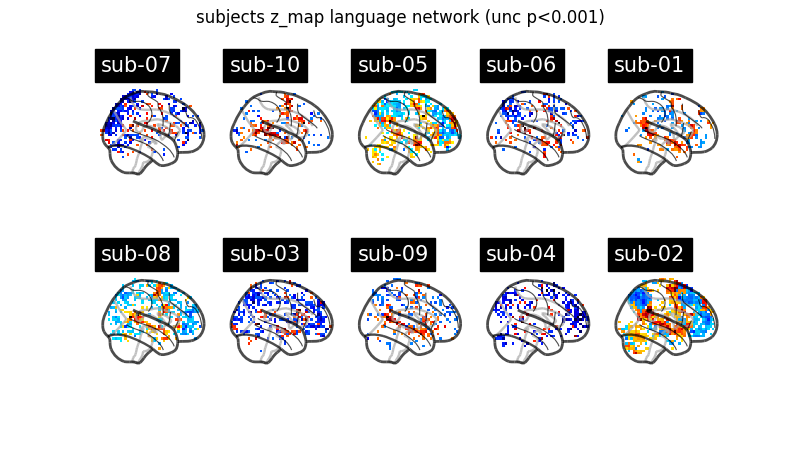 subjects z_map language network (unc p<0.001)
sub-07 sub-10 sub-05 sub-06 sub-01
sub-08 sub-03 sub-09 sub-04 sub-02